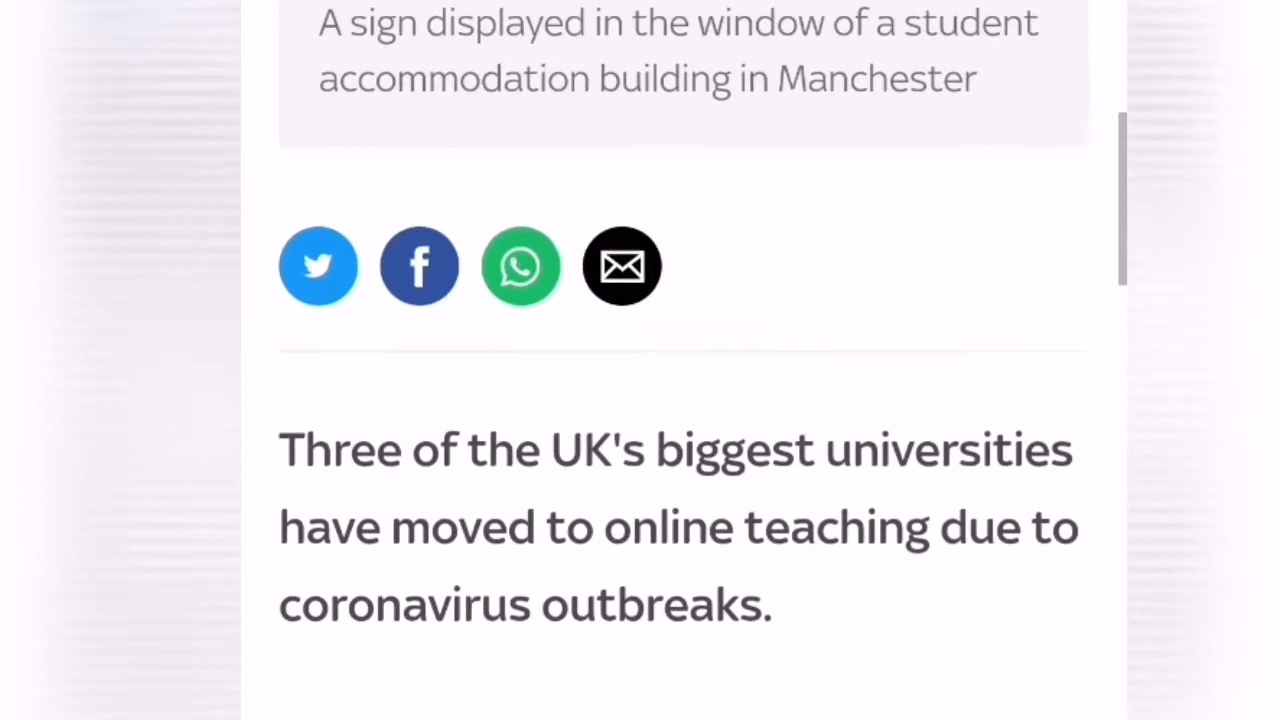 A sign displayed in the window of a student
accommodation building in Manchester
Three of the UK's biggest universities
have moved to online teaching due to
coronavirus outbreaks.